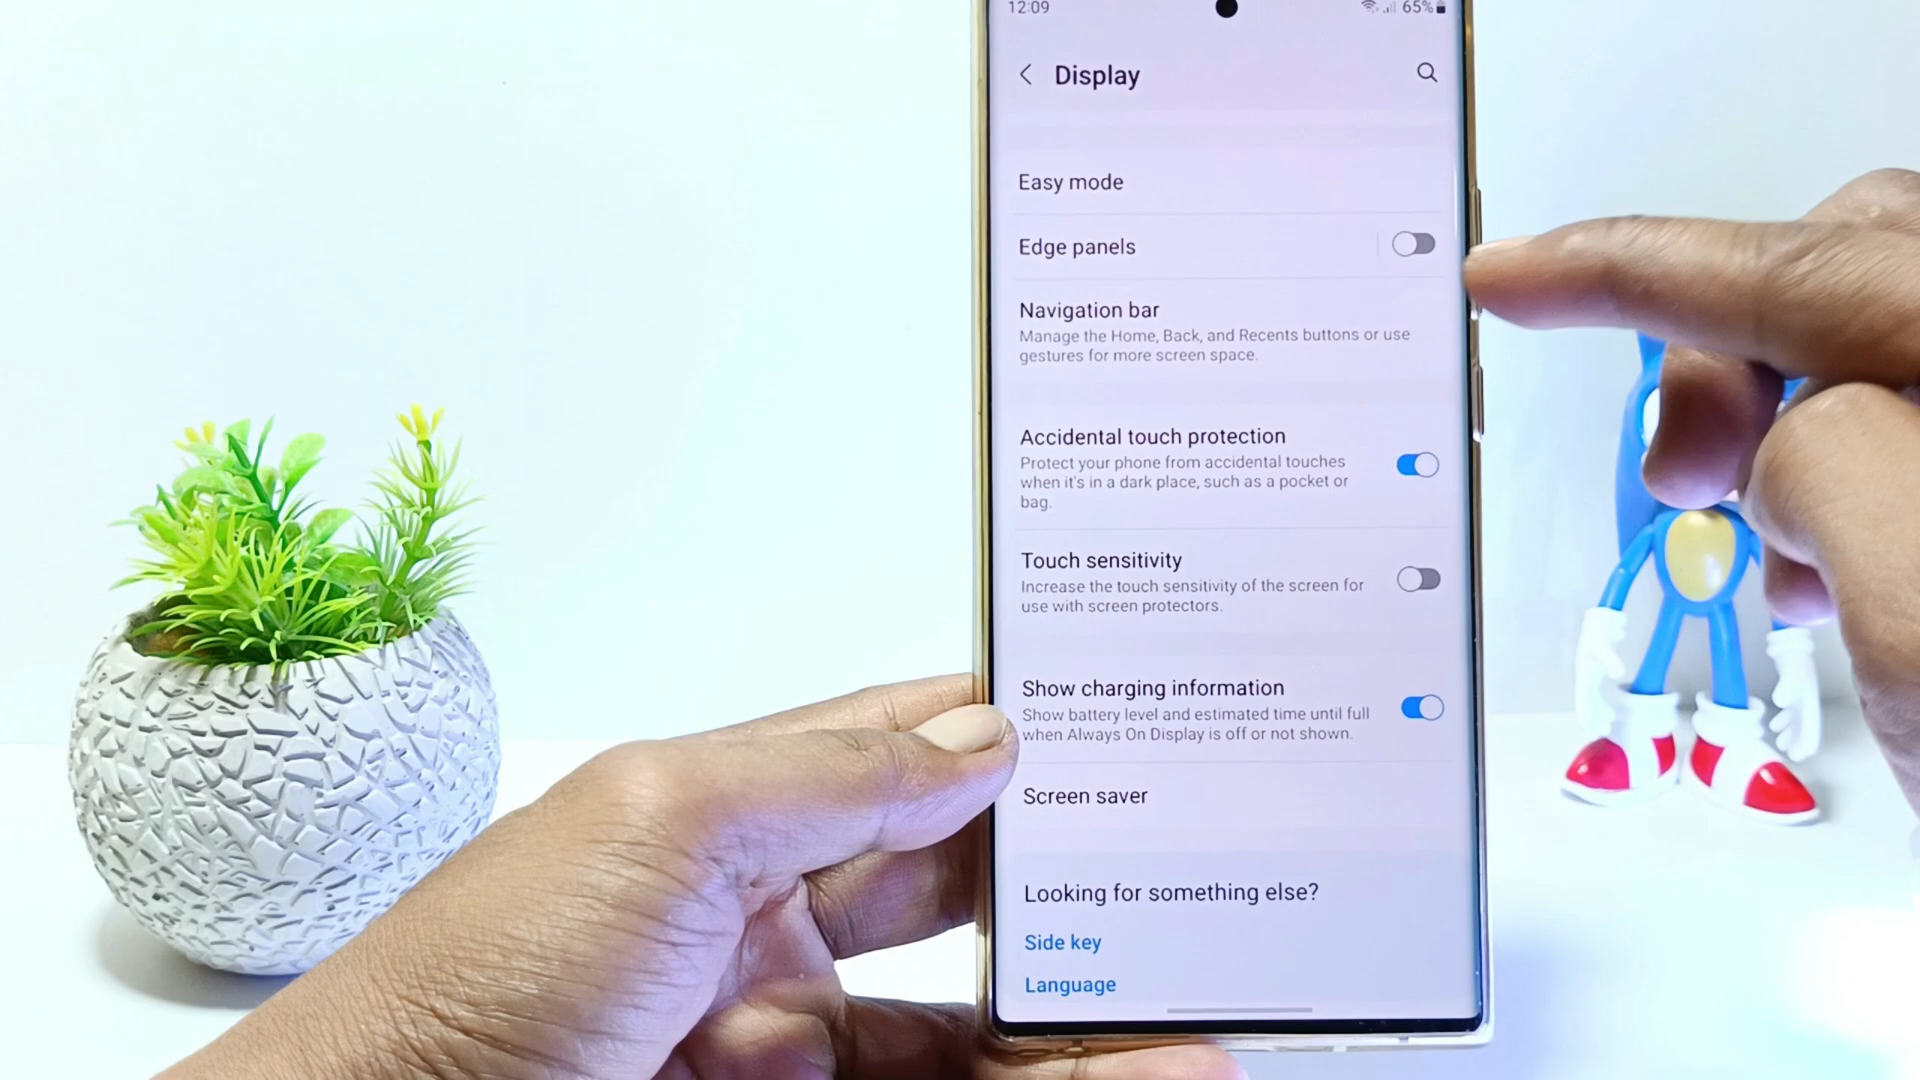 12:09
65%
Display
Easy mode
Edge panels
Navigation bar
Manage the Home, Back, and Recents buttons or use
gestures for more screen space.
Accidental touch protection
Protect your phone from accidental touches
when it's in a dark place, such as a pocket or
bag.
Touch sensitivity
Increase the touch sensitivity of the screen for
use with screen protectors.
Show charging information
Show battery level and estimated time until full
when Always On Display is off or not shown.
Screen saver
Looking for something else?
Side key
Language